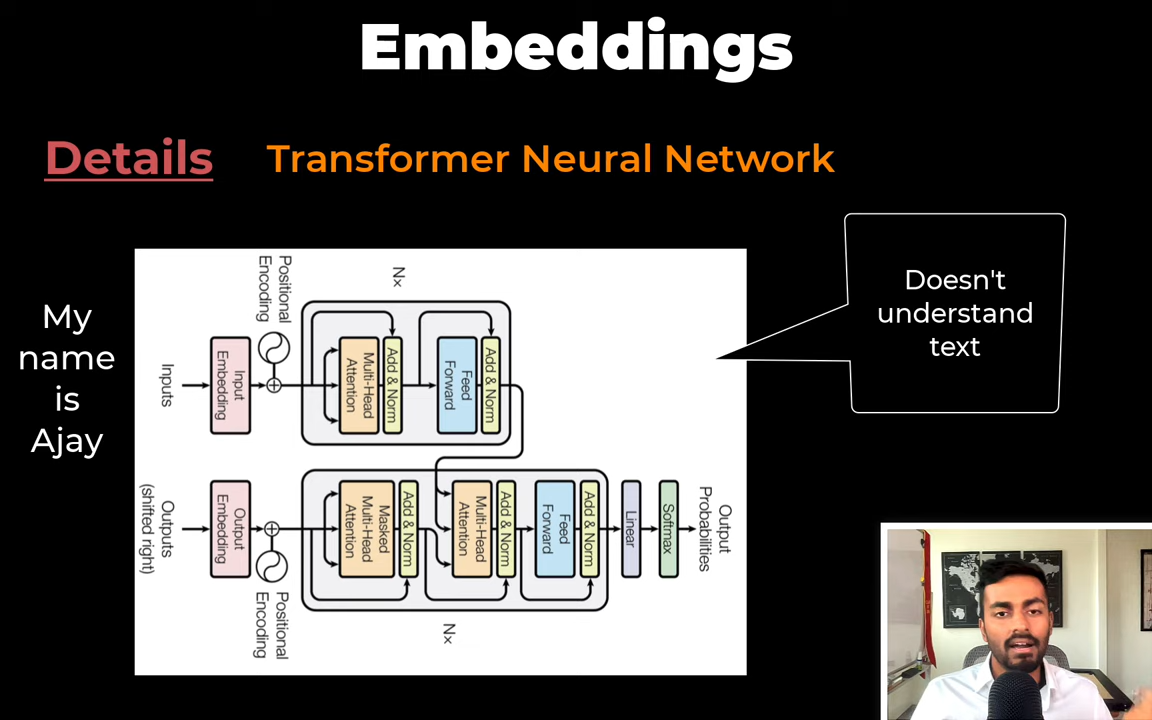 Embeddings
Details
Transformer Neural Network
My
name
is
Ajay
Doesn't
understand
text
Positional
Encoding
Nx
Inputs
Input
Embedding
Multi-Head
Attention
Add & Norm
Feed
Forward
Add & Norm
Outputs
(shifted right)
Output
Embedding
Positional
Encoding
Masked
Multi-Head
Attention
Add & Norm
Multi-Head
Attention
Add & Norm
Feed
Forward
Add & Norm
Nx
Linear
Softmax
Output
Probabilities